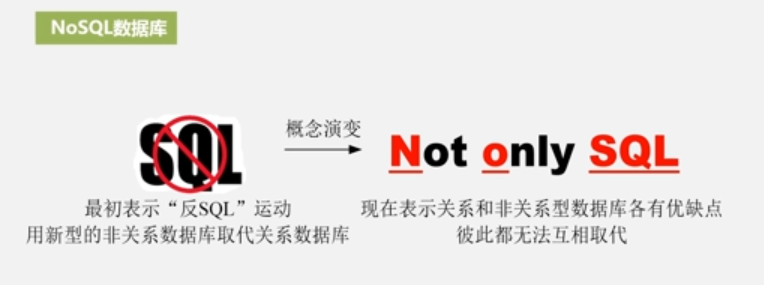 NoSQL数据库
SQL
概念演变
Not only SQL
最初表示“反SQL”运动
用新型的非关系数据库取代关系数据库
现在表示关系和非关系型数据库各有优缺点
彼此都无法互相取代